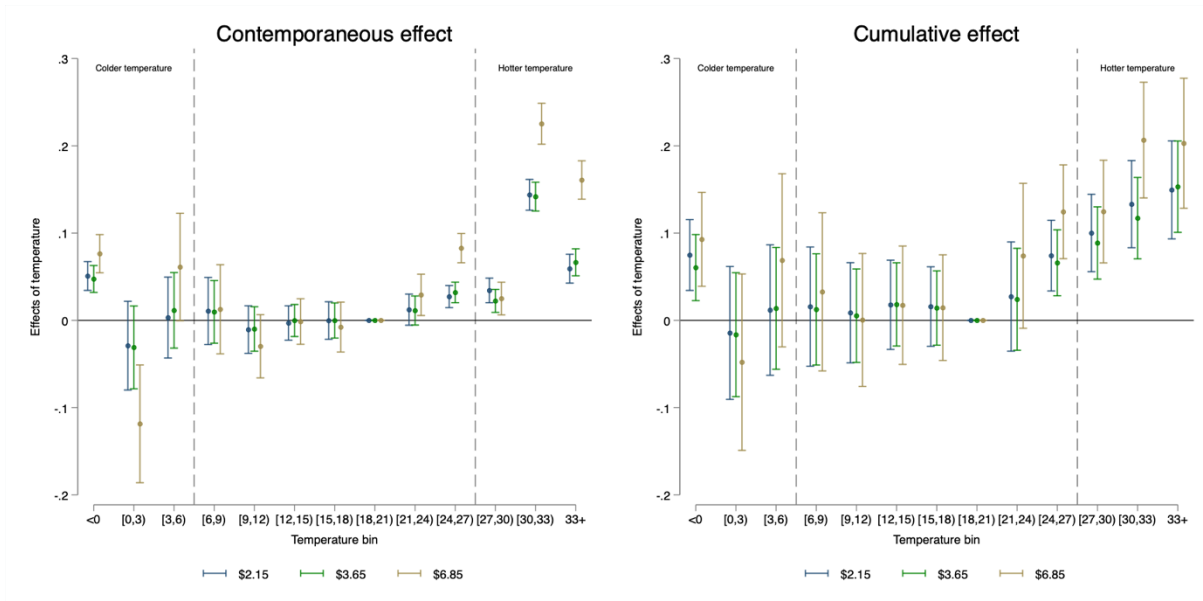 Contemporaneous effect
.3
Colder temperature
Hotter temperature
.2
.1
0
-.1
-.2
Effects of temperature
<0 [0,3) [3,6) [6,9) [9,12) [12,15) [15,18) [18,21) [21,24) [24,27) [27,30) [30,33) 33+
Temperature bin
$2.15 $3.65 $6.85
Cumulative effect
.3
Colder temperature
Hotter temperature
.2
.1
0
-.1
-.2
Effects of temperature
<0 [0,3) [3,6) [6,9) [9,12) [12,15) [15,18) [18,21) [21,24) [24,27) [27,30) [30,33) 33+
Temperature bin
$2.15 $3.65 $6.85